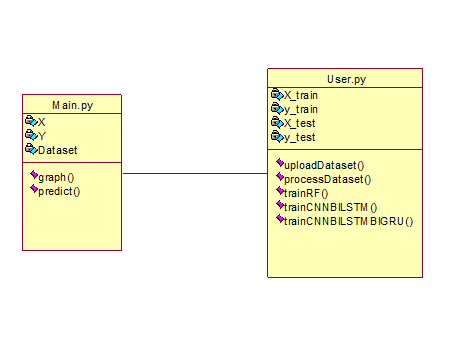 Main.py
X
Y
Dataset
graph()
predict()
User.py
X_train
y_train
X_test
y_test
uploadDataset()
processDataset()
trainRF()
trainCNNBILSTM()
trainCNNBILSTMBIGRU()